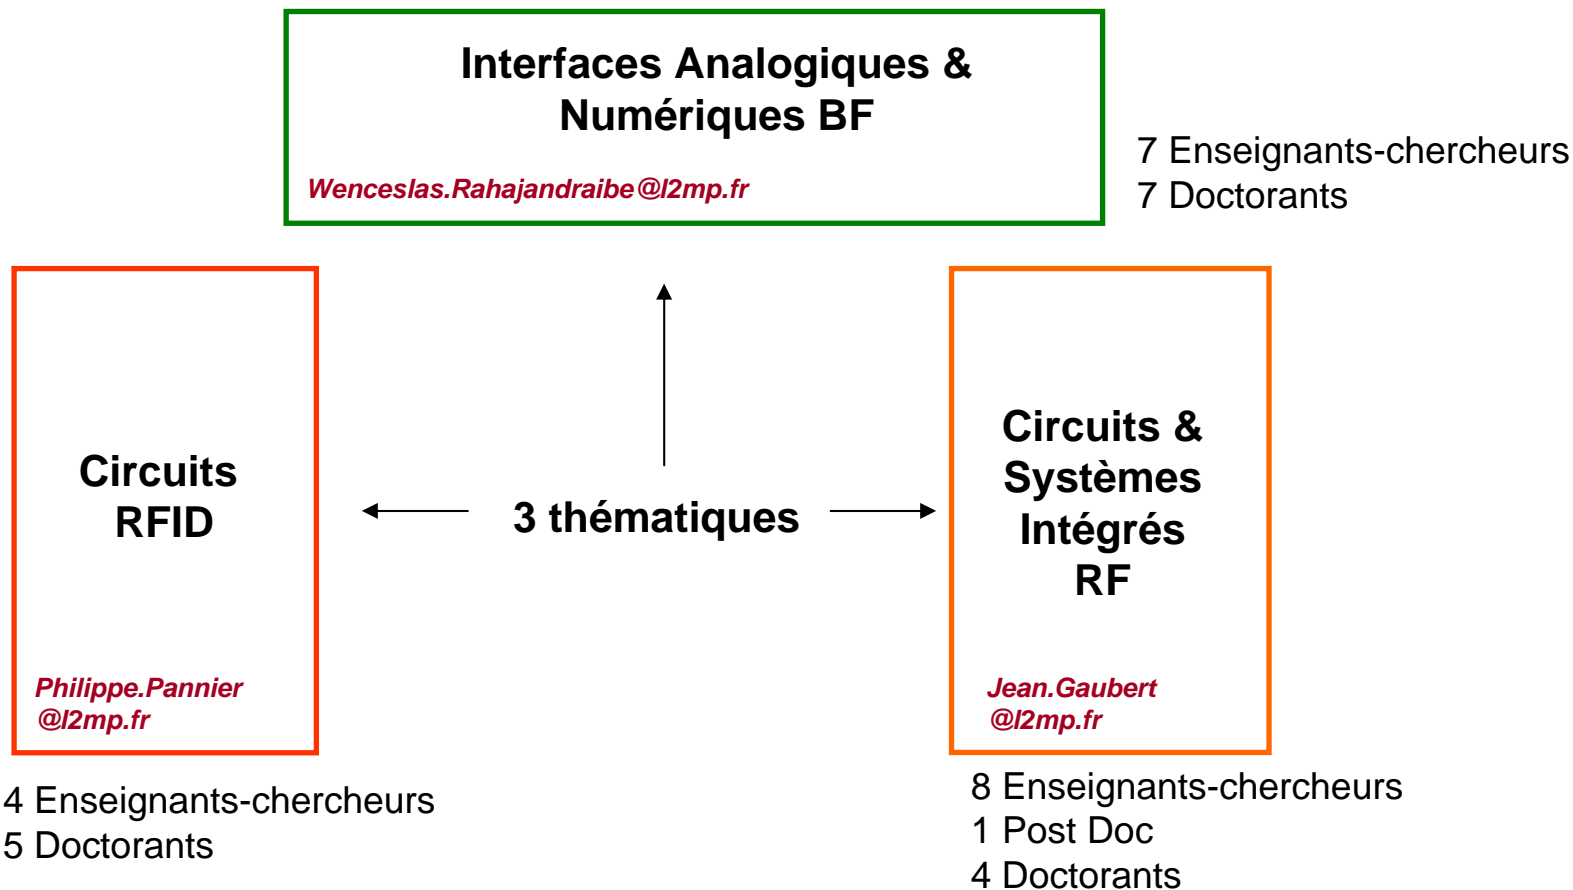 Interfaces Analogiques &
Numériques BF
Wenceslas.Rahajandraibe@l2mp.fr
7 Enseignants-chercheurs
7 Doctorants
Circuits
RFID
Philippe.Pannier
@l2mp.fr
4 Enseignants-chercheurs
5 Doctorants
3 thématiques
Circuits &
Systèmes
Intégrés
RF
Jean.Gaubert
@l2mp.fr
8 Enseignants-chercheurs
1 Post Doc
4 Doctorants